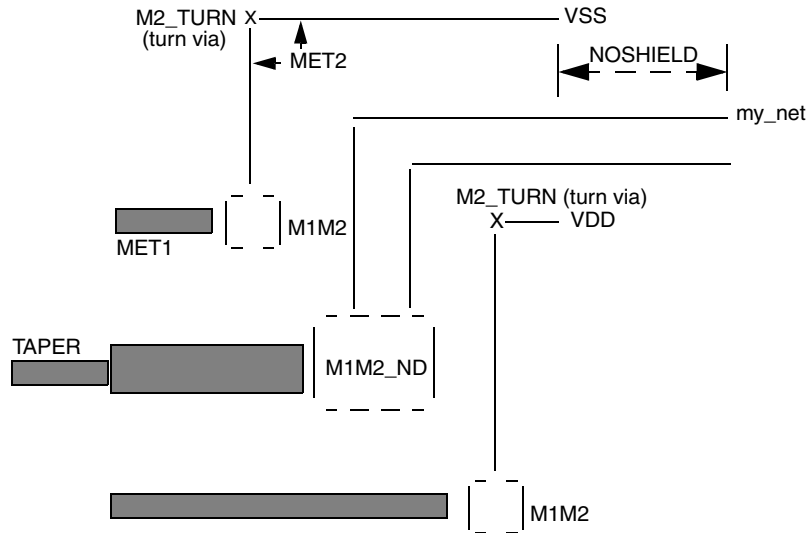 M2_TURN X
VSS
(turn via)
MET2
NOSHIELD
my_net
M2_TURN (turn via)
X
VDD
M1M2
MET1
TAPER
M1M2_ND
M1M2